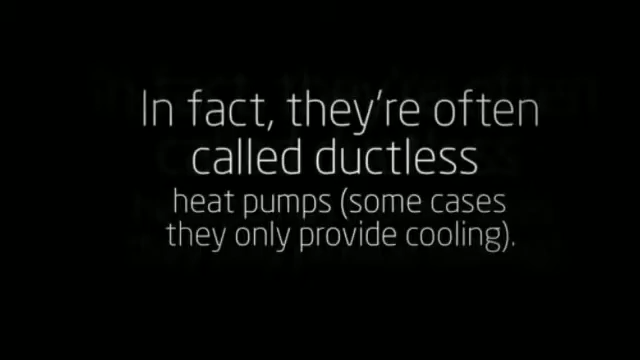 In fact, they're often
called ductless
heat pumps (some cases
they only provide cooling).